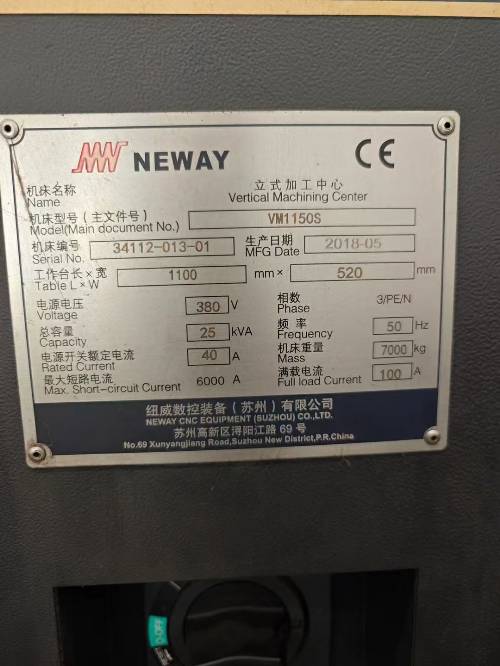 NEWAY CE
机床名称 立式加工中心
Name Vertical Machining Center
机床型号 (主文件号) VM1150S
Model(Main document No.)
机床编号 34112-013-01 生产日期 2018-05
Serial No. MFG Date
工作台长×宽 1100 mm× 520 mm
Table L×W
电源电压 380 V 相数 3/PE/N
Voltage Phase
总容量 25 kVA 频 率 50 Hz
Capacity Frequency
电源开关额定电流 40 A 机床重量 7000 kg
Rated Current Mass
最大短路电流 6000 A 满载电流 100 A
Max. Short-circuit Current Full load Current
纽威数控装备 (苏州) 有限公司
NEWAY CNC EQUIPMENT (SUZHOU) CO.,LTD.
苏州高新区浔阳江路 69 号
No.69 Xunyangjiang Road,Suzhou New District,P.R.China